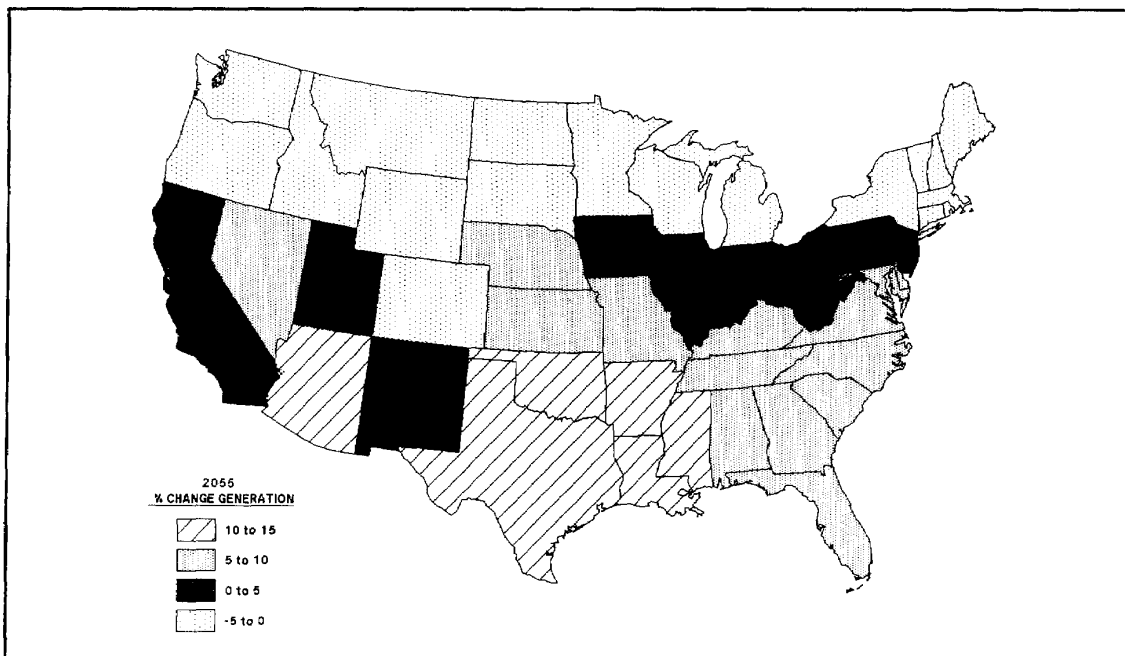 2055
% CHANGE GENERATION
10 to 15
5 to 10
0 to 5
-5 to 0